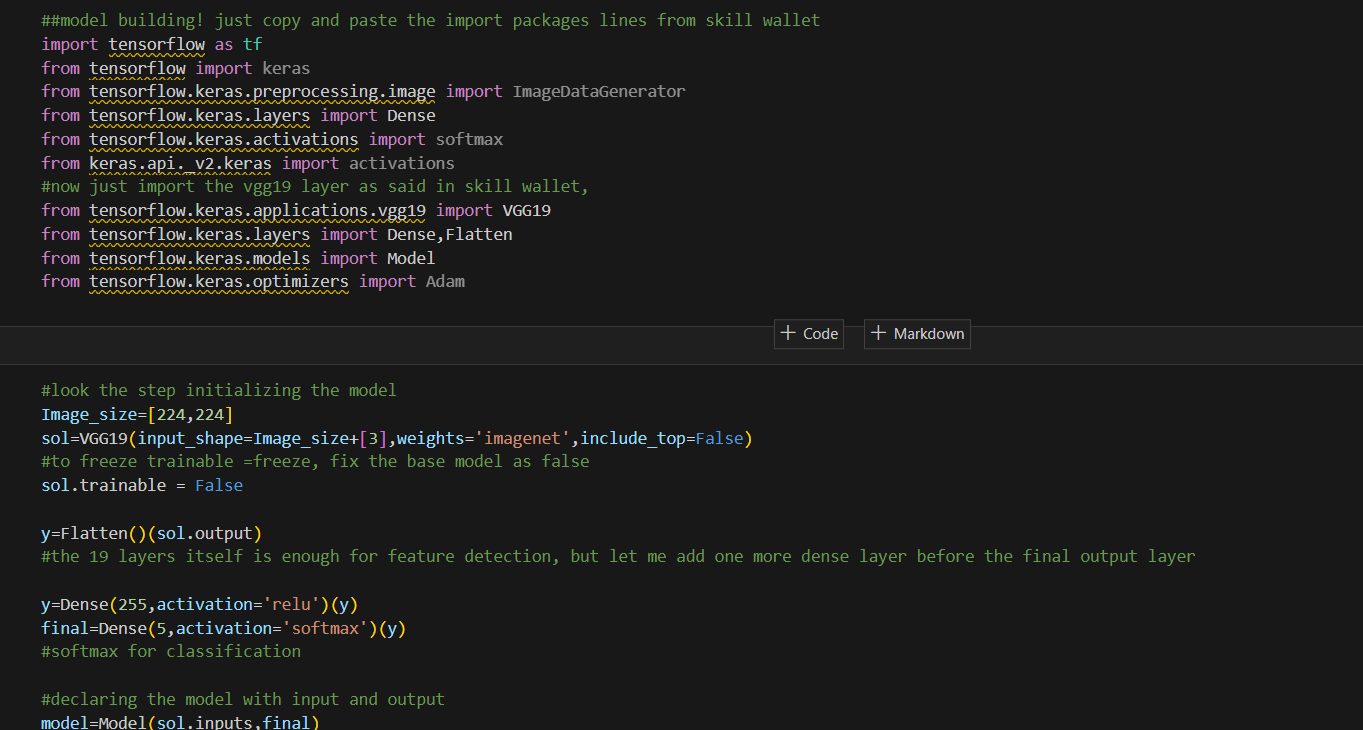 ##model building! just copy and paste the import packages lines from skill wallet
import tensorflow as tf
from tensorflow import keras
from tensorflow.keras.preprocessing.image import ImageDataGenerator
from tensorflow.keras.layers import Dense
from tensorflow.keras.activations import softmax
from keras.api._v2.keras import activations
#now just import the vgg19 layer as said in skill wallet,
from tensorflow.keras.applications.vgg19 import VGG19
from tensorflow.keras.layers import Dense,Flatten
from tensorflow.keras.models import Model
from tensorflow.keras.optimizers import Adam
+ Code + Markdown
#look the step initializing the model
Image_size=[224,224]
sol=VGG19(input_shape=Image_size+[3],weights='imagenet',include_top=False)
#to freeze trainable =freeze, fix the base model as false
sol.trainable = False
y=Flatten()(sol.output)
#the 19 layers itself is enough for feature detection, but let me add one more dense layer before the final output layer
y=Dense(255,activation='relu')(y)
final=Dense(5,activation='softmax')(y)
#softmax for classification
#declaring the model with input and output
model=Model(sol.inputs,final)